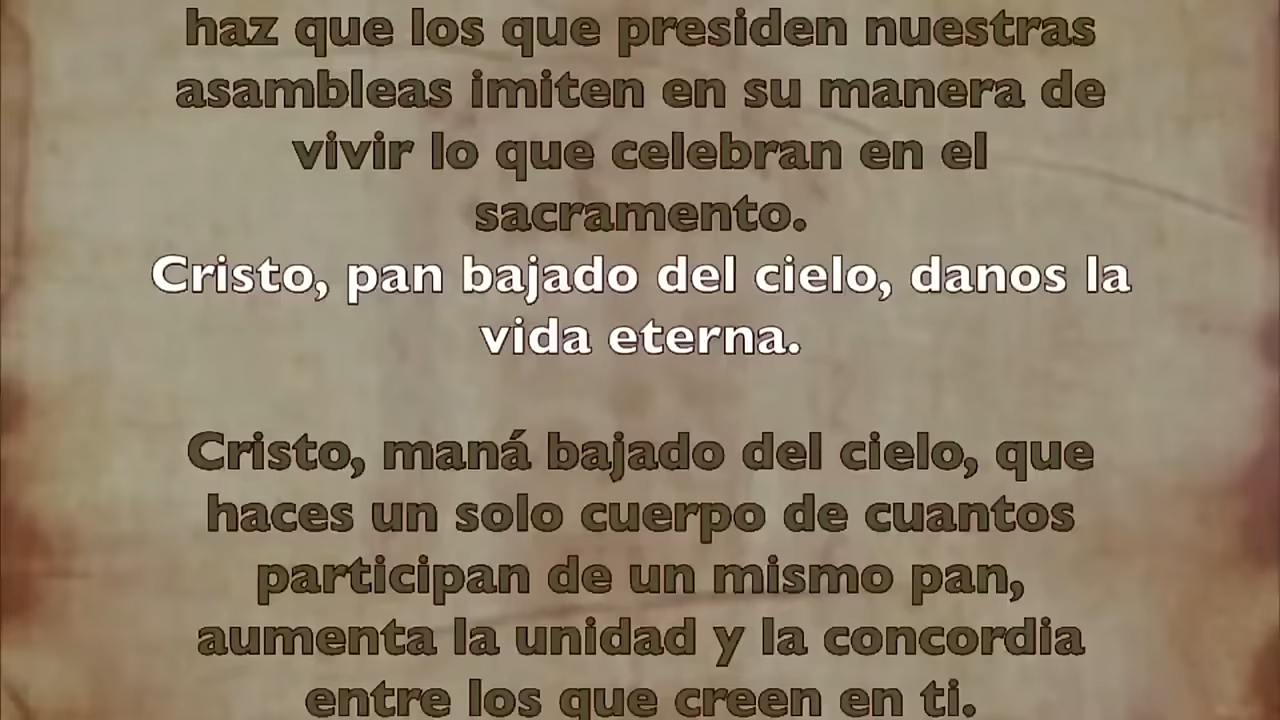 haz que los que presiden nuestras
asambleas imiten en su manera de
vivir lo que celebran en el
sacramento.
Cristo, pan bajado del cielo, danos la
vida eterna.
Cristo, maná bajado del cielo, que
haces un solo cuerpo de cuantos
participan de un mismo pan,
aumenta la unidad y la concordia
entre los que creen en ti.